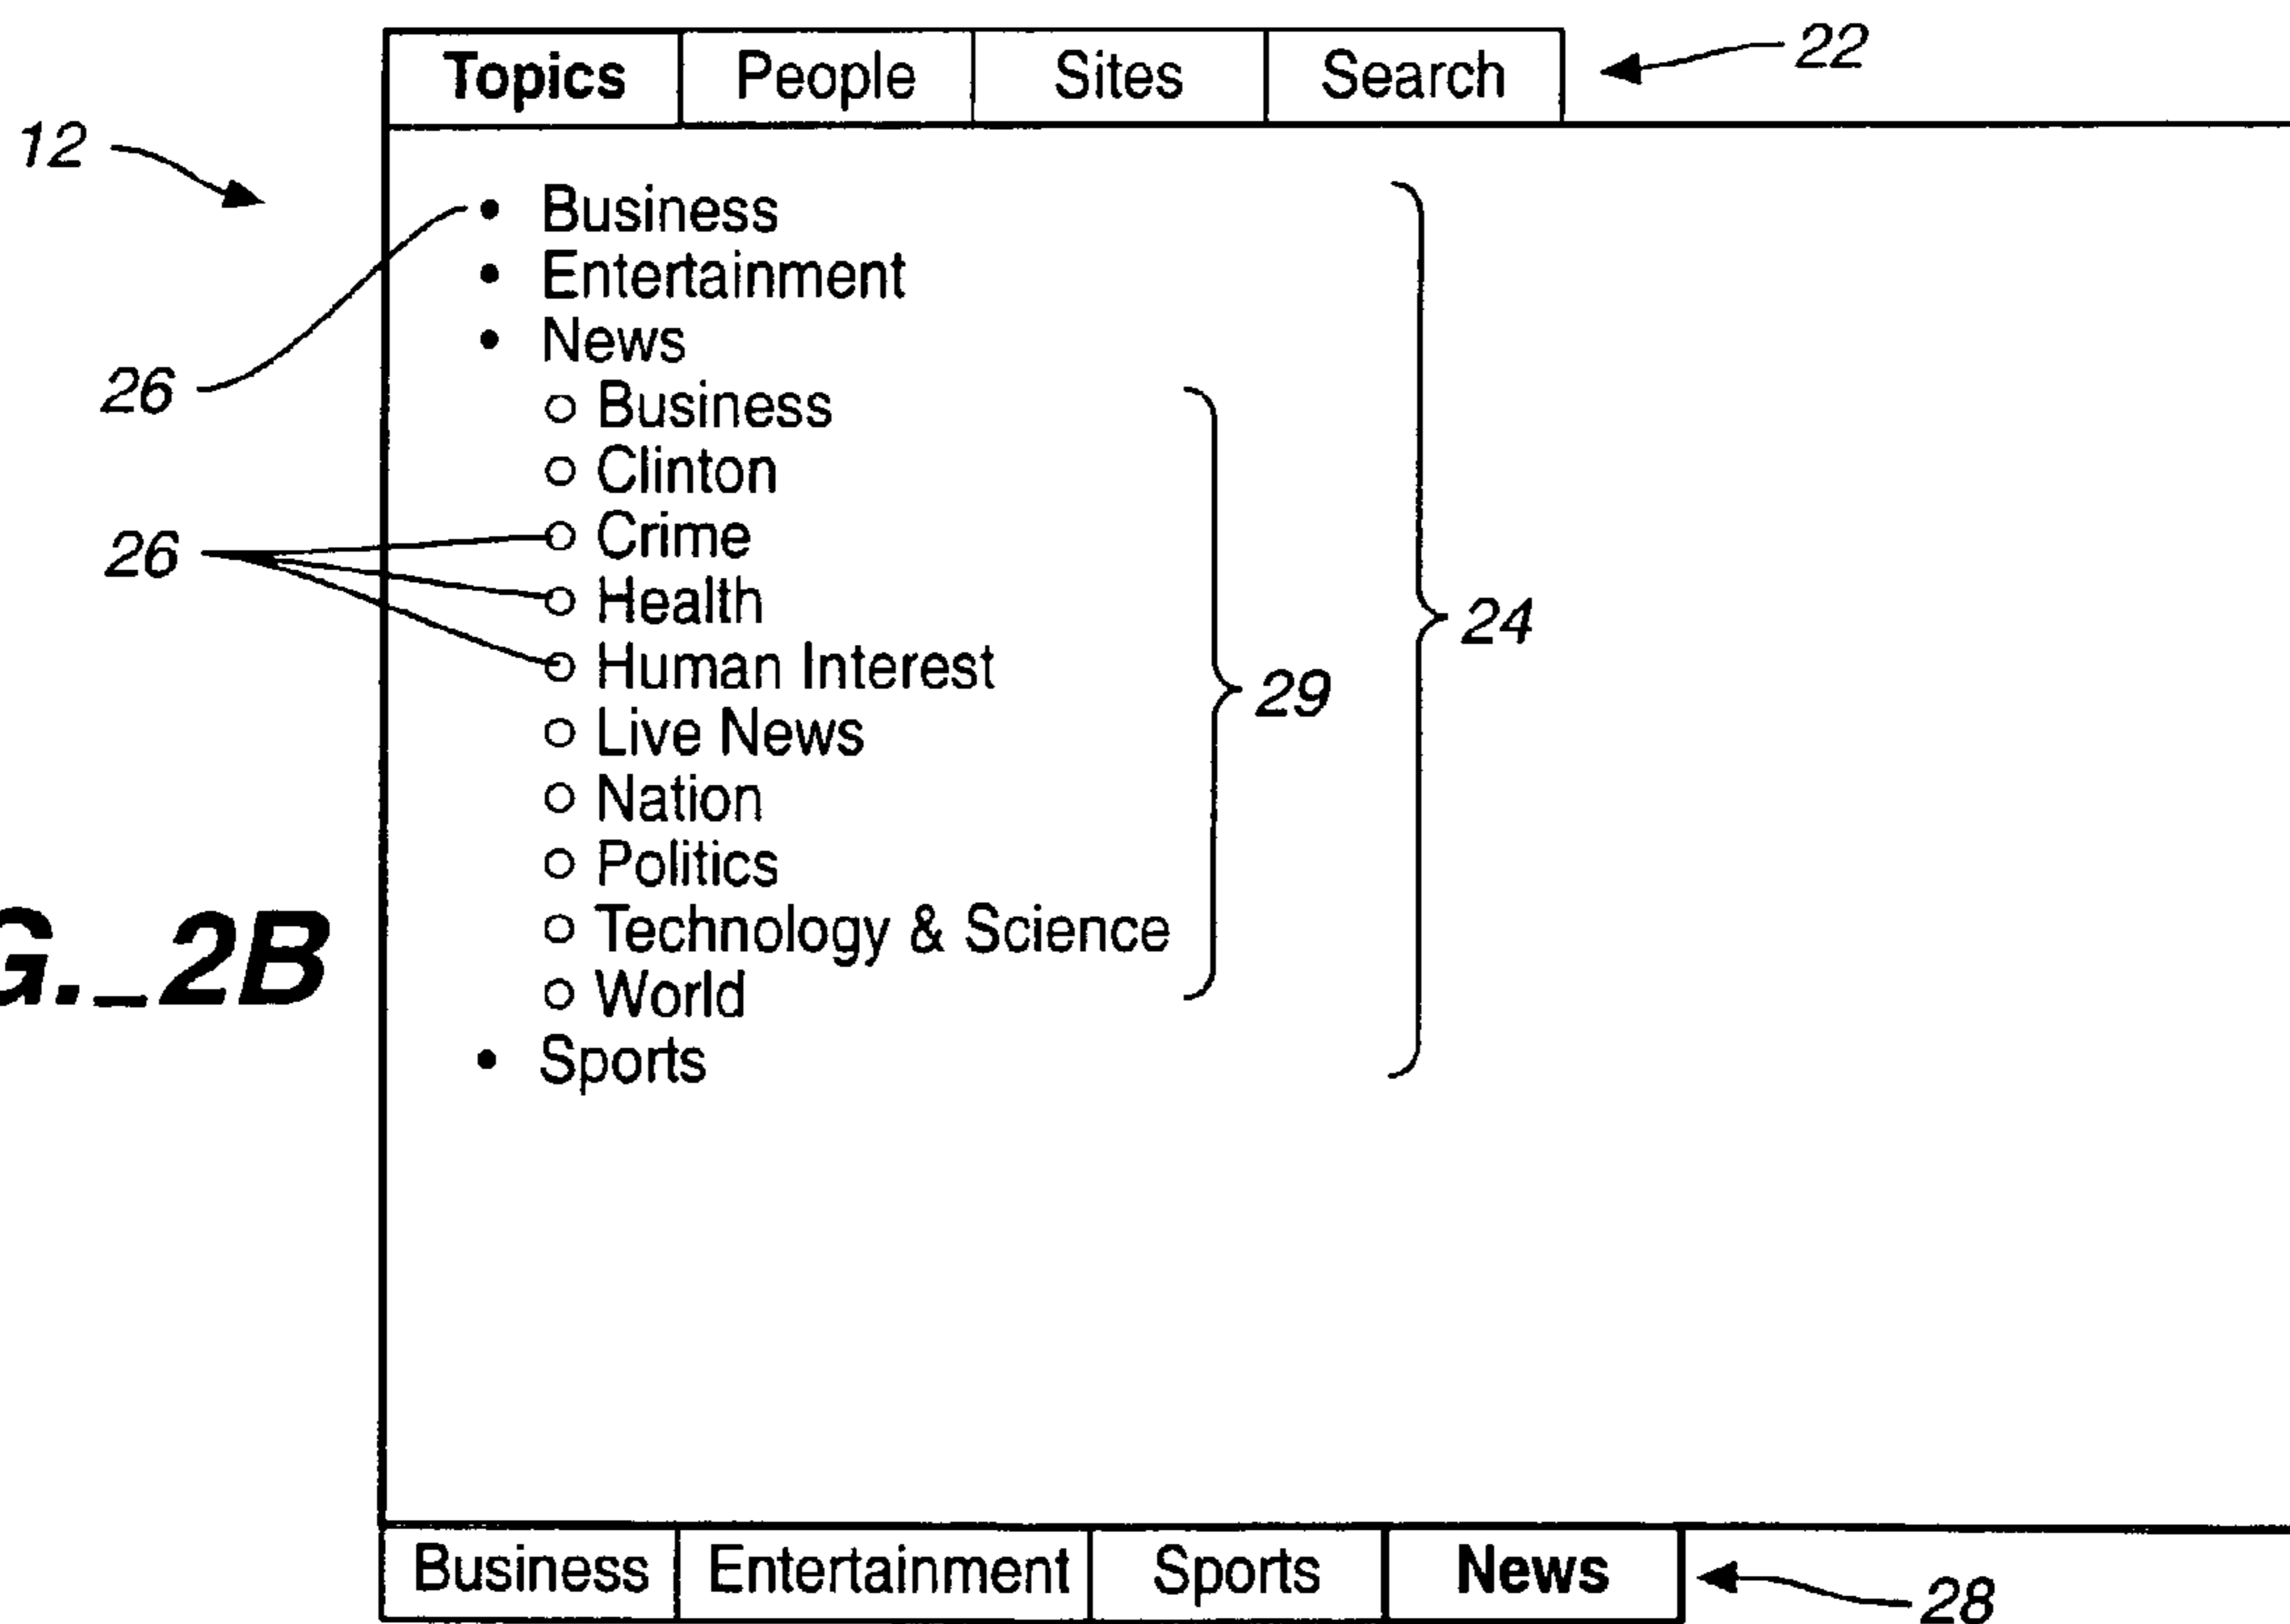 Topics People Sites Search 22
12
• Business
• Entertainment
• News
26
○ Business
○ Clinton
○ Crime
26
○ Health
24
○ Human Interest
29
○ Live News
○ Nation
○ Politics
○ Technology & Science
G._2B
○ World
• Sports
Business Entertainment Sports News 28